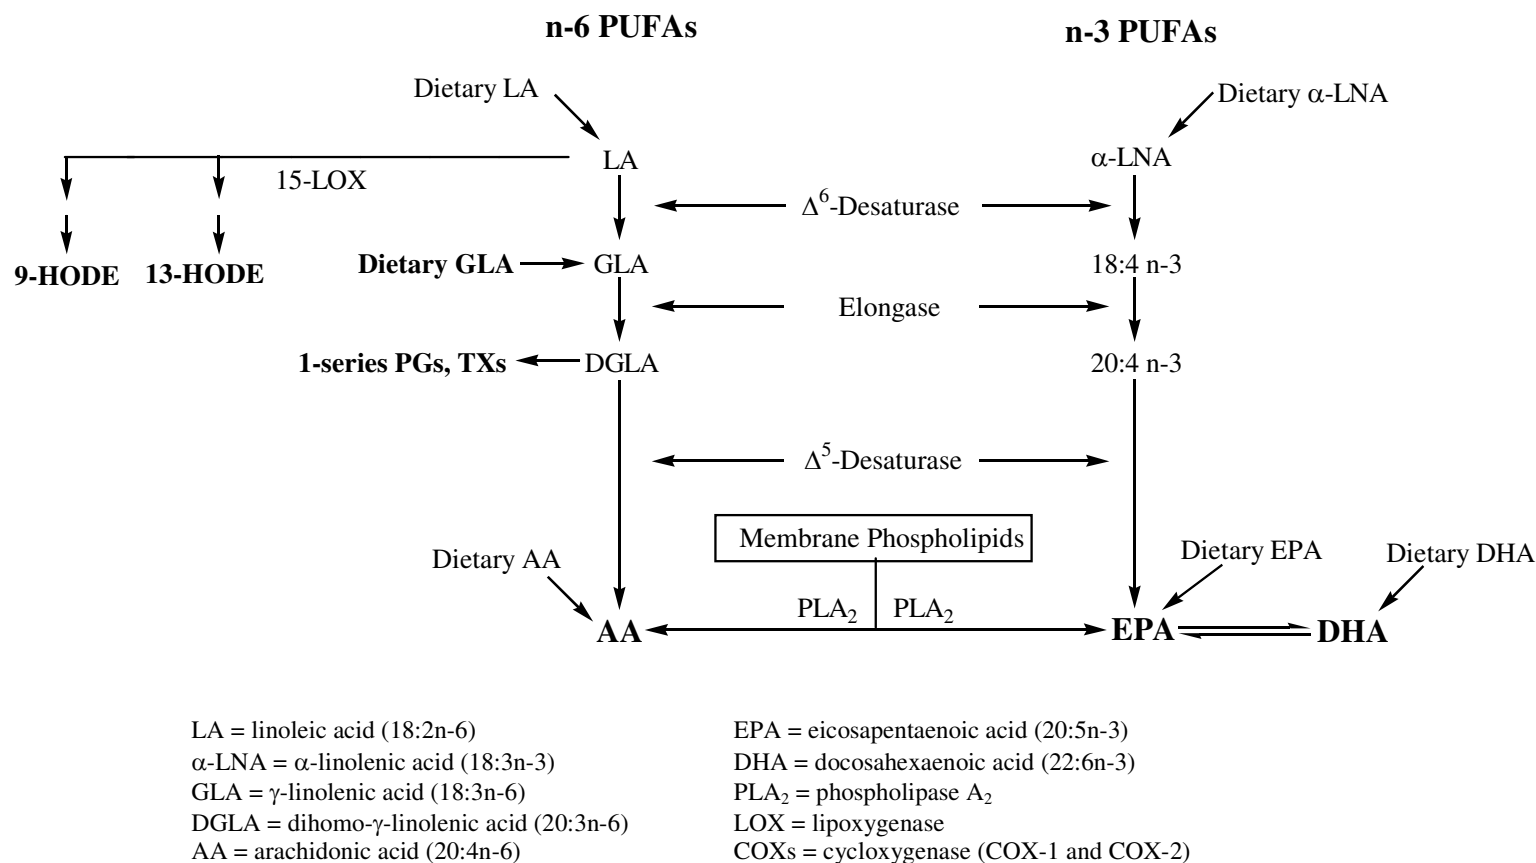 n-6 PUFAs
n-3 PUFAs
Dietary LA
Dietary α-LNA
LA
α-LNA
15-LOX
Δ⁶-Desaturase
9-HODE
13-HODE
Dietary GLA
GLA
18:4 n-3
Elongase
1-series PGs, TXs
DGLA
20:4 n-3
Δ⁵-Desaturase
Membrane Phospholipids
Dietary AA
Dietary EPA
Dietary DHA
PLA₂
PLA₂
AA
EPA
DHA
LA = linoleic acid (18:2n-6)
α-LNA = α-linolenic acid (18:3n-3)
GLA = γ-linolenic acid (18:3n-6)
DGLA = dihomo-γ-linolenic acid (20:3n-6)
AA = arachidonic acid (20:4n-6)
EPA = eicosapentaenoic acid (20:5n-3)
DHA = docosahexaenoic acid (22:6n-3)
PLA₂ = phospholipase A₂
LOX = lipoxygenase
COXs = cycloxygenase (COX-1 and COX-2)